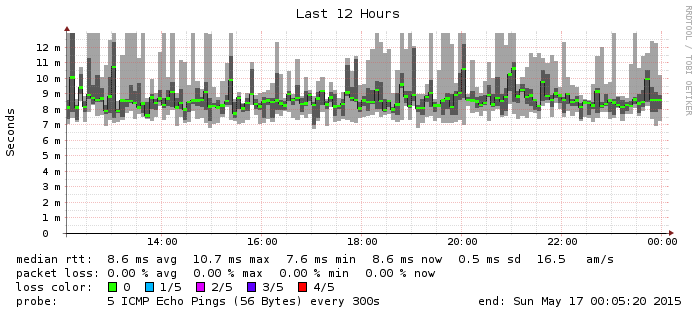 Last 12 Hours
RRDTOOL / TOBI OETIKER
Seconds
12 m
11 m
10 m
9 m
8 m
7 m
6 m
5 m
4 m
3 m
2 m
1 m
0
14:00 16:00 18:00 20:00 22:00 00:00
median rtt: 8.6 ms avg 10.7 ms max 7.6 ms min 8.6 ms now 0.5 ms sd 16.5 am/s
packet loss: 0.00 % avg 0.00 % max 0.00 % min 0.00 % now
loss color: 0 1/5 2/5 3/5 4/5
probe: 5 ICMP Echo Pings (56 Bytes) every 300s end: Sun May 17 00:05:20 2015